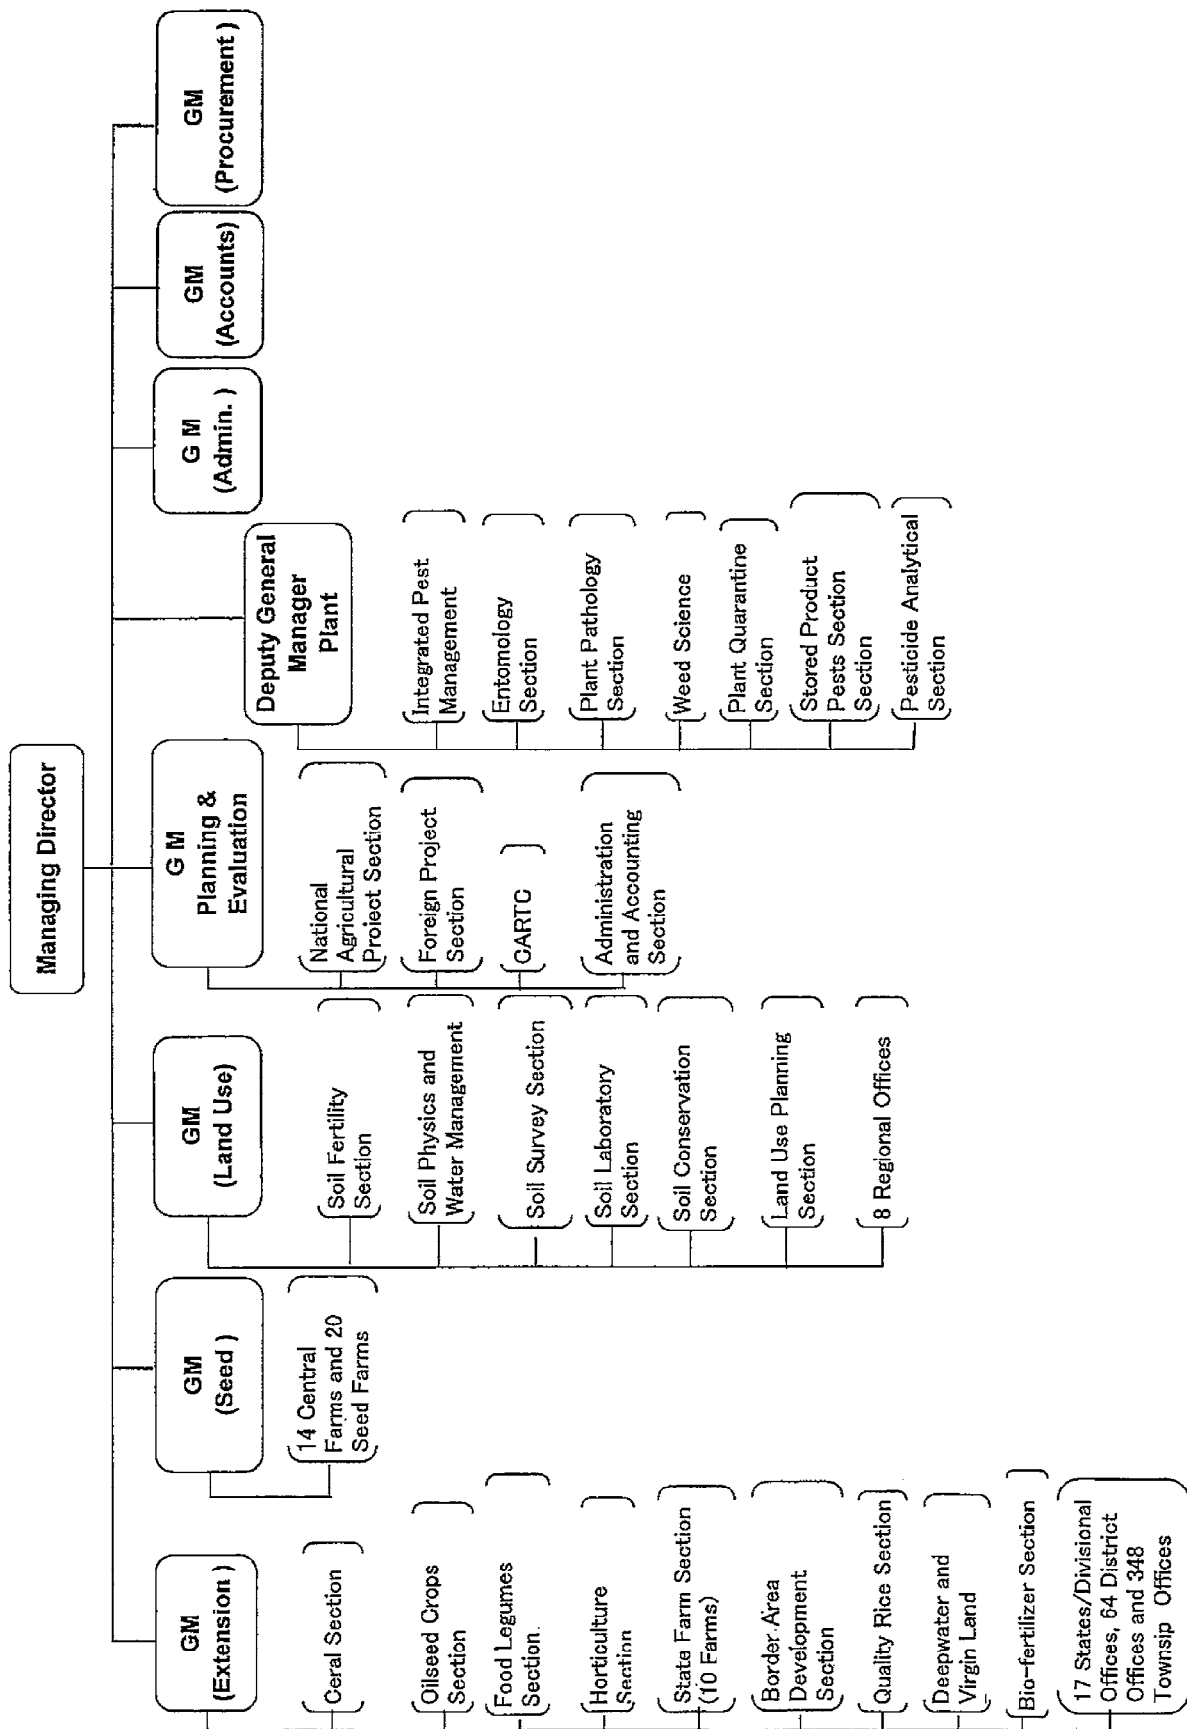 Managing Director
GM
(Extension )
GM
(Seed )
GM
(Land Use)
G M
Planning &
Evaluation
Deputy General
Manager
Plant
G M
(Admin. )
GM
(Accounts)
GM
(Procurement )
Ceral Section
Oilseed Crops
Section
Food Legumes
Section.
Horticulture
Section
State Farm Section
(10 Farms)
Border Area
Development
Section
Quality Rice Section
Deepwater and
Virgin Land
Bio-fertilizer Section
17 States/Divisional
Offices, 64 District
Offices and 348
Townsip Offices
14 Central
Farms and 20
Seed Farms
Soil Fertility
Section
Soil Physics and
Water Management
Soil Survey Section
Soil Laboratory
Section
Soil Conservation
Section
Land Use Planning
Section
8 Regional Offices
National
Agricultural
Project Section
Foreign Project
Section
CARTC
Administration
and Accounting
Section
Integrated Pest
Management
Entomology
Section
Plant Pathology
Section
Weed Science
Plant Quarantine
Section
Stored Product
Pests Section
Section
Pesticide Analytical
Section